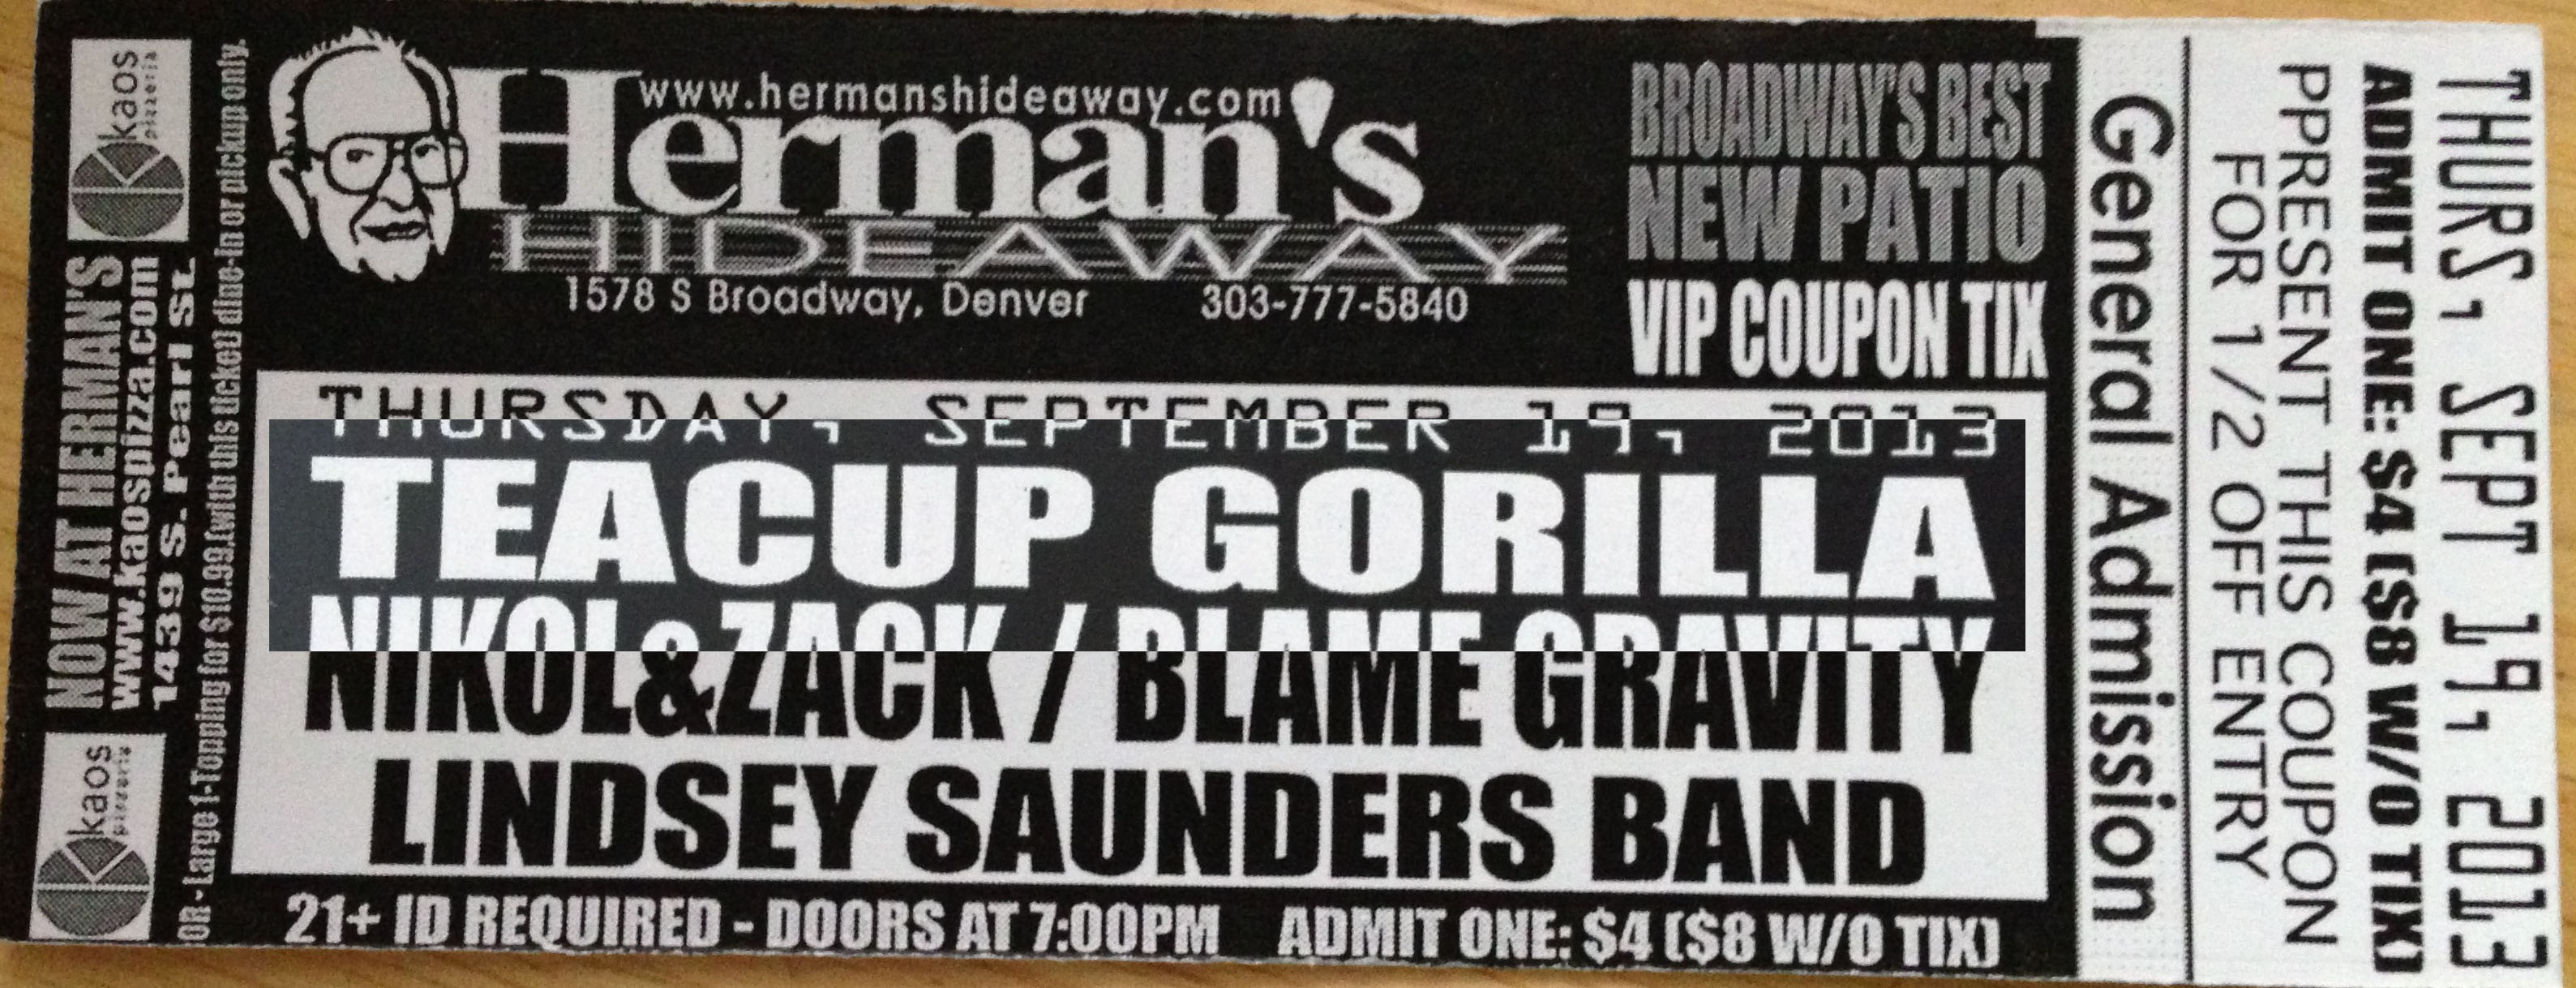 kaos
pizzeria
NOW AT HERMAN'S
www.kaospizza.com
1439 S. Pearl St.
OR - Large 1-Topping for $10.99.(with this ticket) dine-in or pickup only.
kaos
pizzeria
www.hermanshideaway.com
Herman's
HIDEAWAY
1578 S Broadway, Denver 303-777-5840
BROADWAY'S BEST
NEW PATIO
VIP COUPON TIX
THURSDAY, SEPTEMBER 19, 2013
TEACUP GORILLA
NIKOL&ZACK / BLAME GRAVITY
LINDSEY SAUNDERS BAND
21+ ID REQUIRED - DOORS AT 7:00PM ADMIT ONE: $4 ($8 W/O TIX)
General Admission
THURS, SEPT 19, 2013
ADMIT ONE: $4 ($8 W/O TIX)
PPRESENT THIS COUPON
FOR 1/2 OFF ENTRY